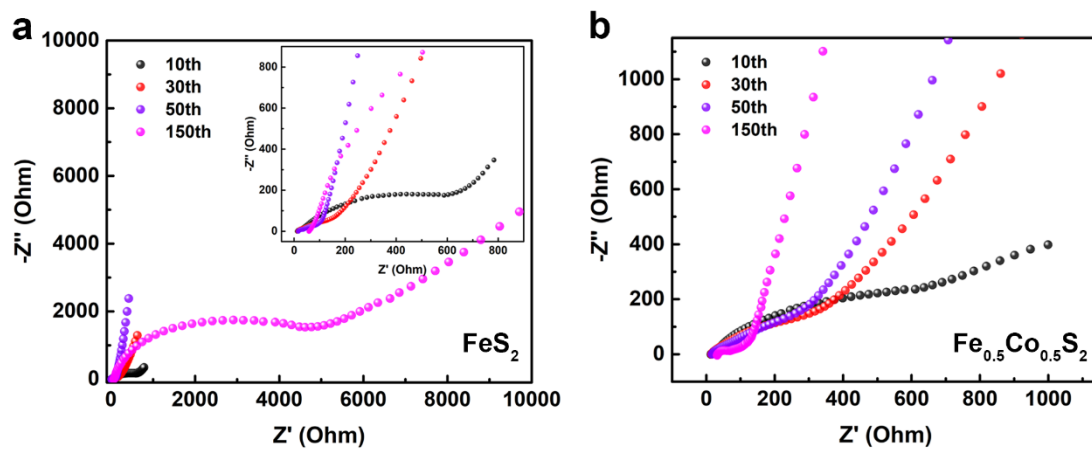 a
10000
8000
6000
4000
2000
0
-Z'' (Ohm)
10th
30th
50th
150th
800
600
400
200
0
-Z'' (Ohm)
0 200 400 600 800
Z' (Ohm)
FeS2
0 2000 4000 6000 8000 10000
Z' (Ohm)
b
1000
800
600
400
200
0
-Z'' (Ohm)
10th
30th
50th
150th
Fe0.5Co0.5S2
0 200 400 600 800 1000
Z' (Ohm)